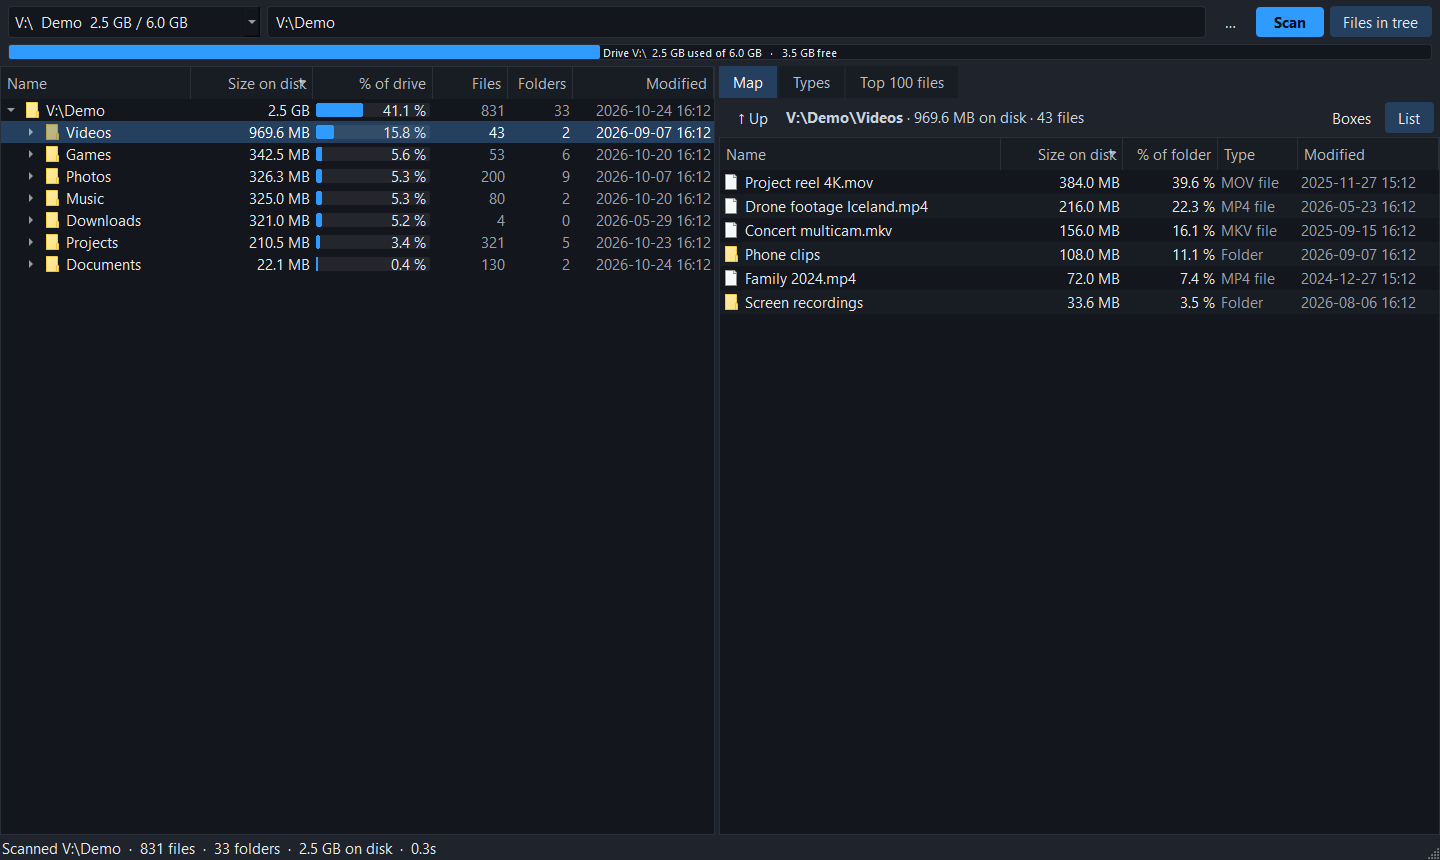 V:\ Demo 2.5 GB / 6.0 GB V:\Demo ... Scan Files in tree
Drive V:\ 2.5 GB used of 6.0 GB · 3.5 GB free
Name Size on disk % of drive Files Folders Modified
V:\Demo 2.5 GB 41.1 % 831 33 2026-10-24 16:12
Videos 969.6 MB 15.8 % 43 2 2026-09-07 16:12
Games 342.5 MB 5.6 % 53 6 2026-10-20 16:12
Photos 326.3 MB 5.3 % 200 9 2026-10-07 16:12
Music 325.0 MB 5.3 % 80 2 2026-10-20 16:12
Downloads 321.0 MB 5.2 % 4 0 2026-05-29 16:12
Projects 210.5 MB 3.4 % 321 5 2026-10-23 16:12
Documents 22.1 MB 0.4 % 130 2 2026-10-24 16:12
Map Types Top 100 files
↑ Up V:\Demo\Videos · 969.6 MB on disk · 43 files Boxes List
Name Size on disk % of folder Type Modified
Project reel 4K.mov 384.0 MB 39.6 % MOV file 2025-11-27 15:12
Drone footage Iceland.mp4 216.0 MB 22.3 % MP4 file 2026-05-23 16:12
Concert multicam.mkv 156.0 MB 16.1 % MKV file 2025-09-15 16:12
Phone clips 108.0 MB 11.1 % Folder 2026-09-07 16:12
Family 2024.mp4 72.0 MB 7.4 % MP4 file 2024-12-27 15:12
Screen recordings 33.6 MB 3.5 % Folder 2026-08-06 16:12
Scanned V:\Demo · 831 files · 33 folders · 2.5 GB on disk · 0.3s